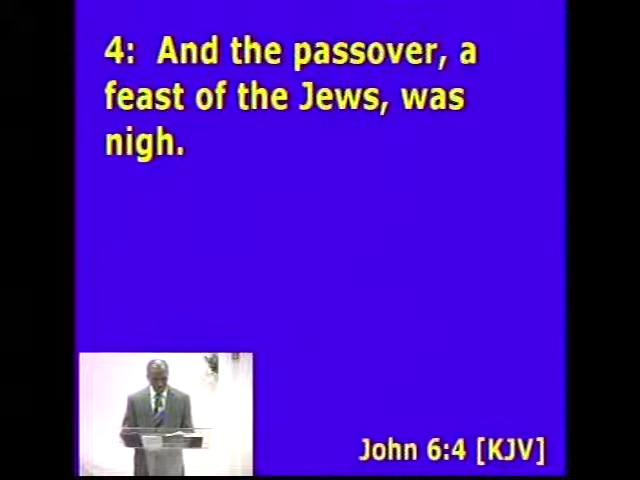 4:  And the passover, a
feast of the Jews, was
nigh.
John 6:4 [KJV]